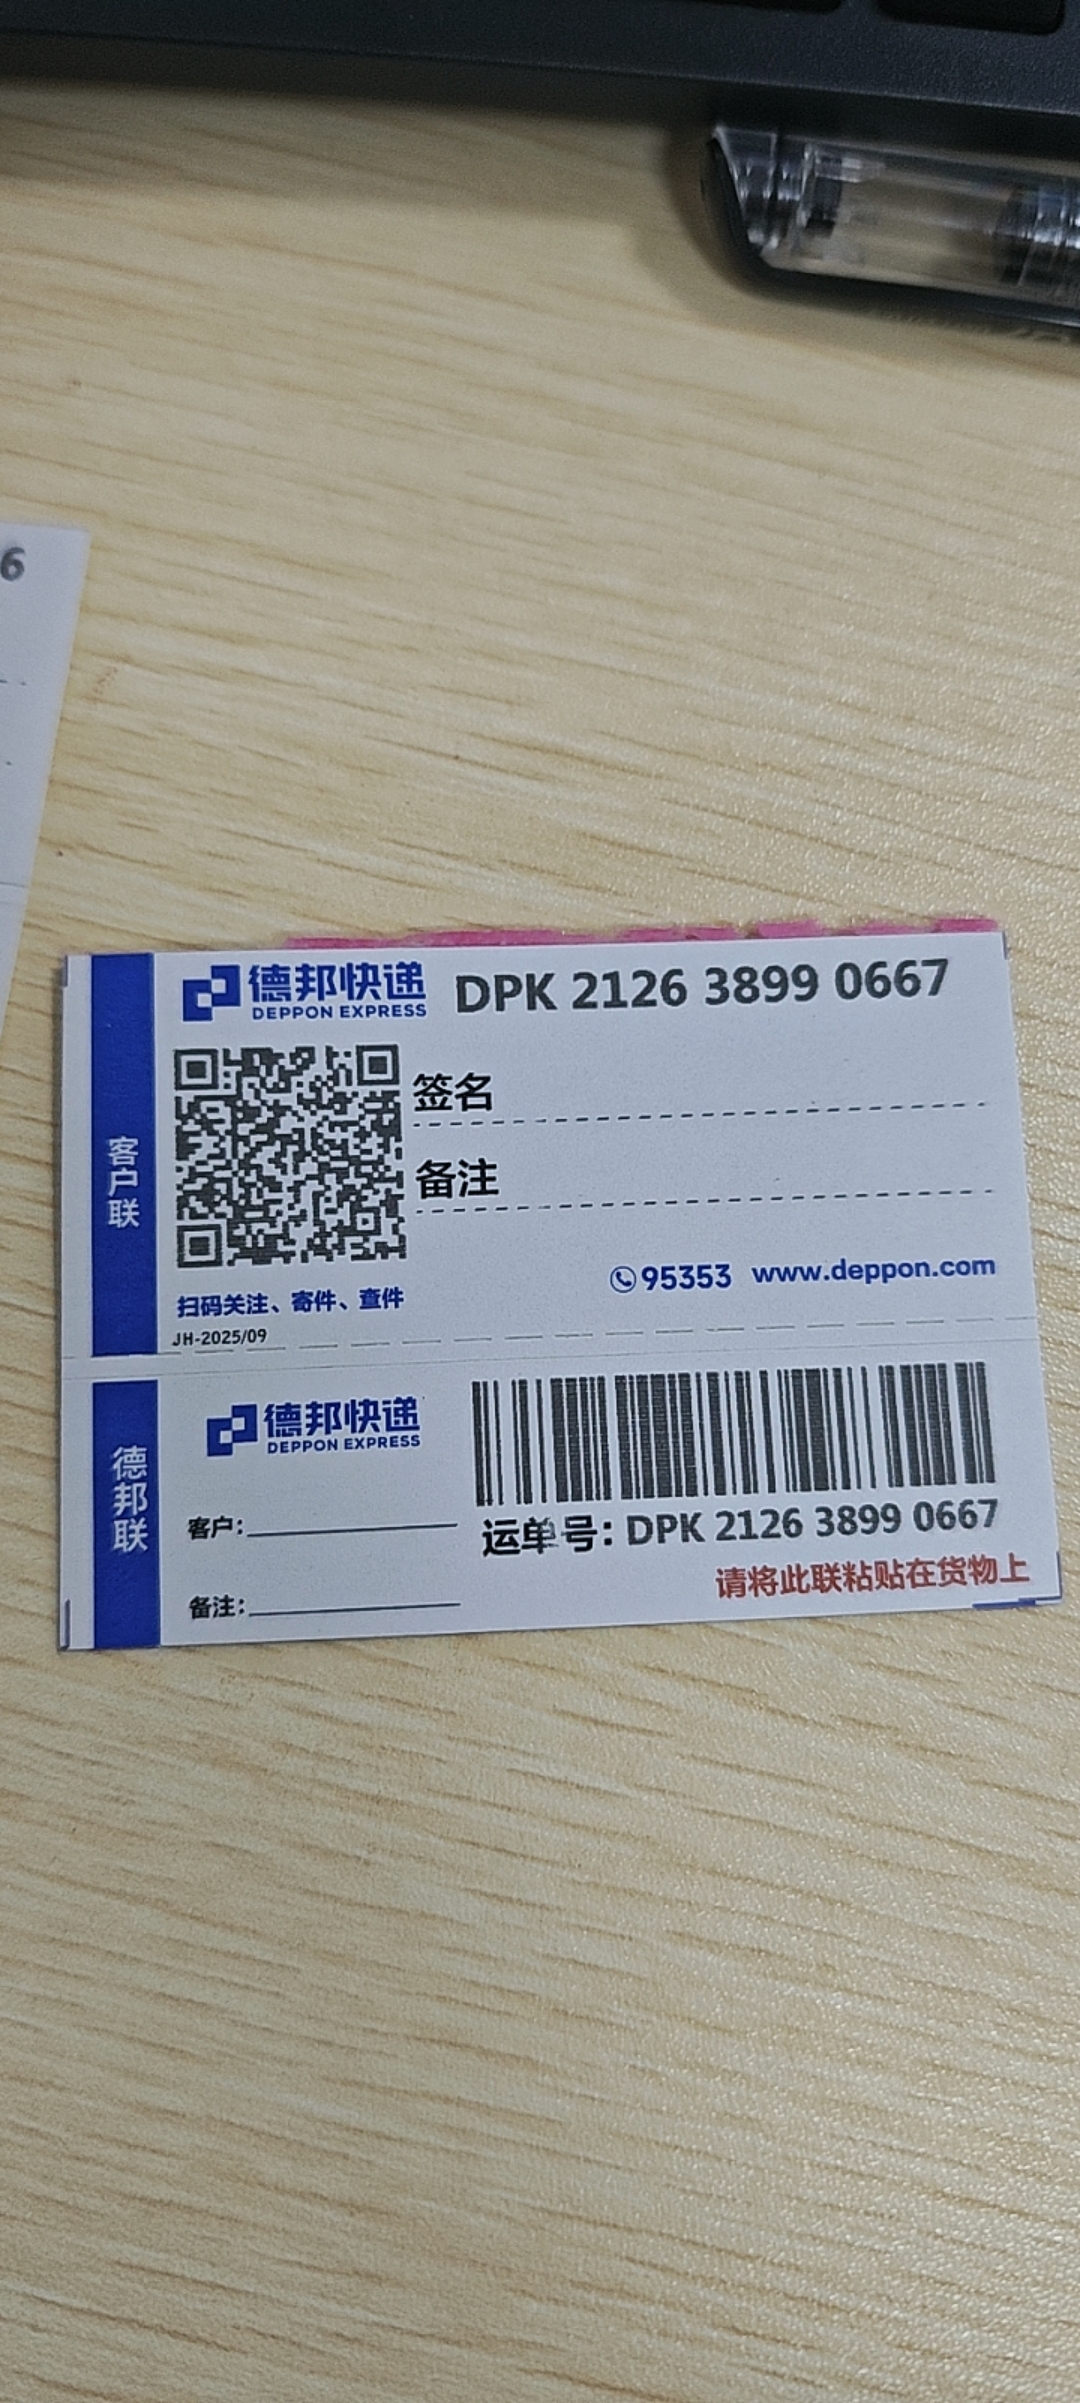 6
德邦快递 DPK 2126 3899 0667
DEPPON EXPRESS
签名
备注
客户联
扫码关注、寄件、查件
95353 www.deppon.com
JH-2025/09
德邦快递
DEPPON EXPRESS
德邦联
客户:
运单号: DPK 2126 3899 0667
备注:
请将此联粘贴在货物上